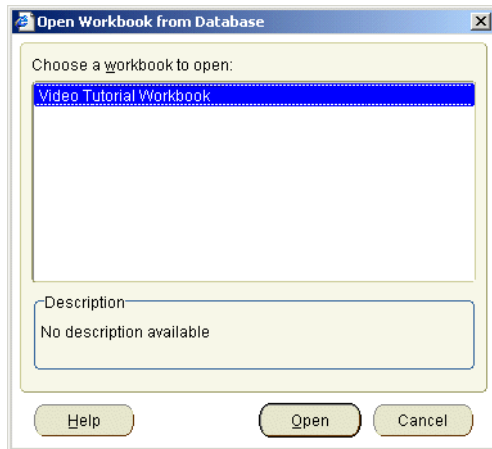 Open Workbook from Database
Choose a workbook to open:
Video Tutorial Workbook
Description
No description available
Help
Open
Cancel